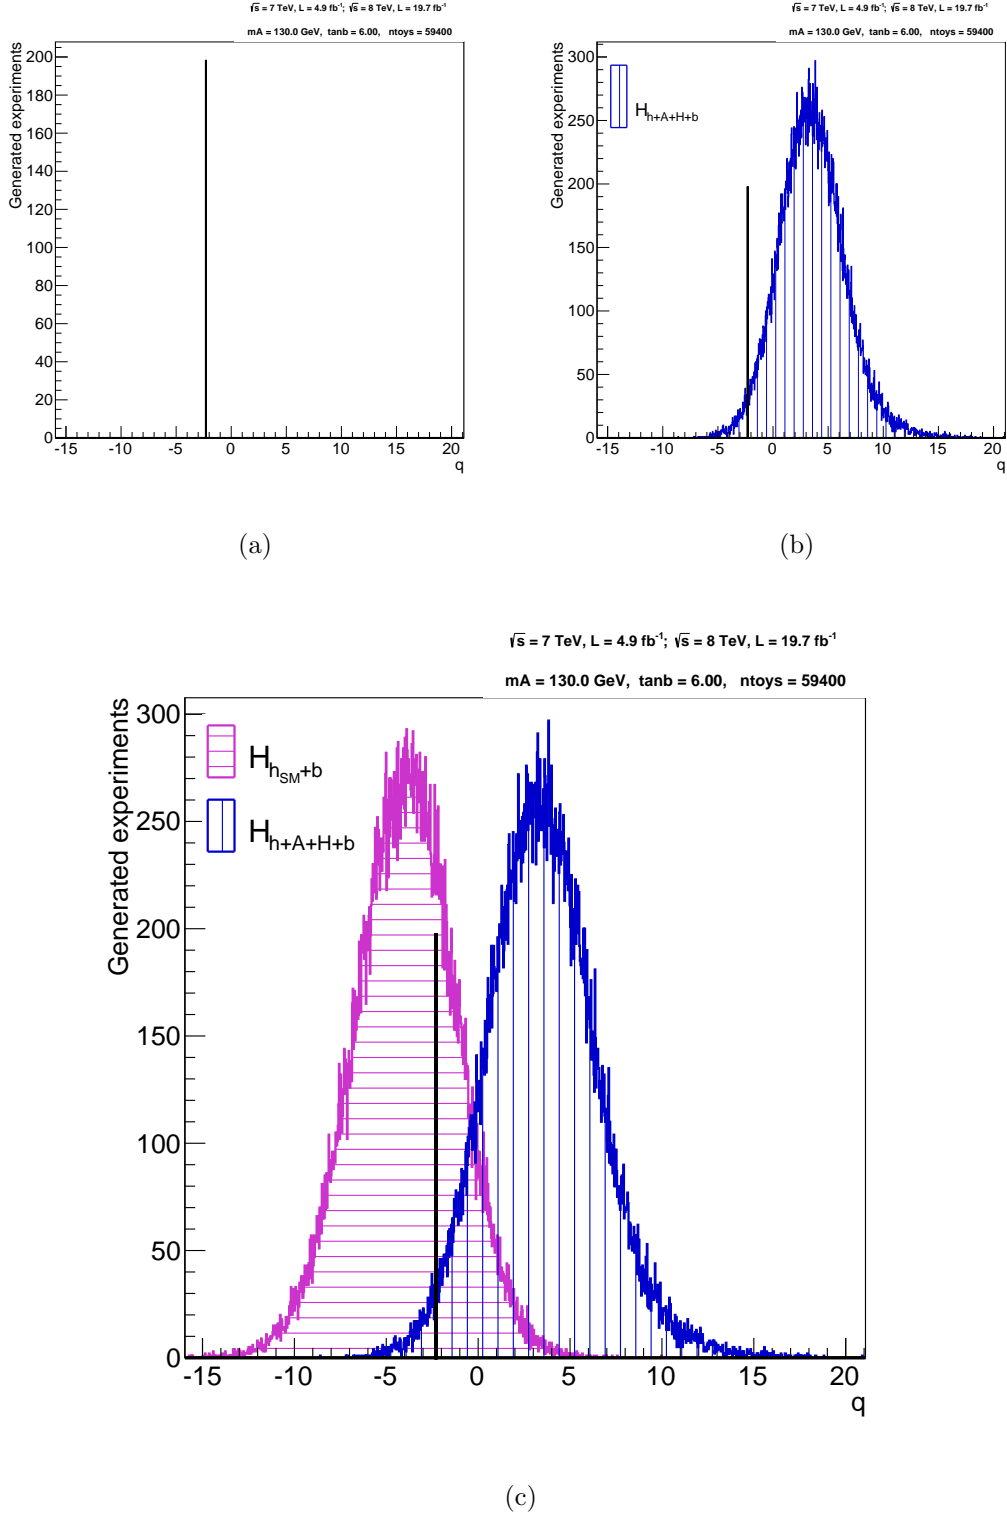 √s = 7 TeV, L = 4.9 fb⁻¹; √s = 8 TeV, L = 19.7 fb⁻¹
mA = 130.0 GeV, tanb = 6.00, ntoys = 59400
Generated experiments
200
180
160
140
120
100
80
60
40
20
0
-15 -10 -5 0 5 10 15 20
q
(a)
√s = 7 TeV, L = 4.9 fb⁻¹; √s = 8 TeV, L = 19.7 fb⁻¹
mA = 130.0 GeV, tanb = 6.00, ntoys = 59400
Generated experiments
H_{h+A+H+b}
300
250
200
150
100
50
0
-15 -10 -5 0 5 10 15 20
q
(b)
√s = 7 TeV, L = 4.9 fb⁻¹; √s = 8 TeV, L = 19.7 fb⁻¹
mA = 130.0 GeV, tanb = 6.00, ntoys = 59400
Generated experiments
H_{h_{SM}+b}
H_{h+A+H+b}
300
250
200
150
100
50
0
-15 -10 -5 0 5 10 15 20
q
(c)